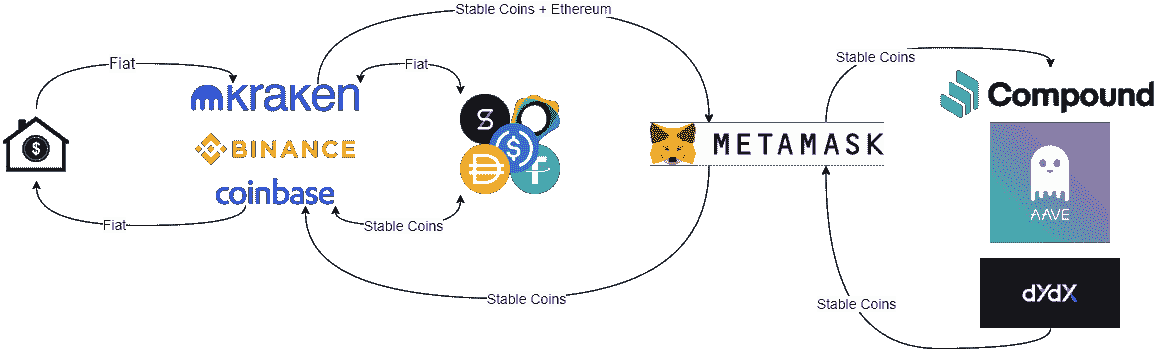 Stable Coins + Ethereum
Fiat
Fiat
Stable Coins
kraken
Compound
BINANCE
METAMASK
coinbase
AAVE
Fiat
Stable Coins
Stable Coins
Stable Coins
dYdX